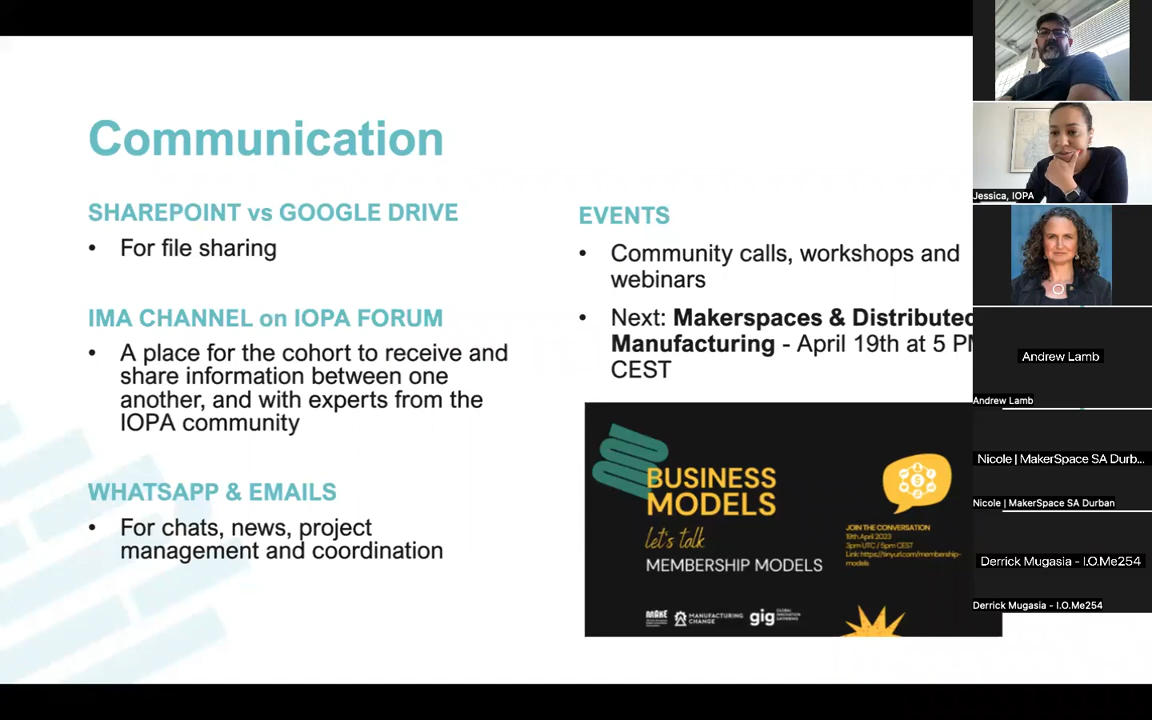 Communication
SHAREPOINT vs GOOGLE DRIVE
• For file sharing
IMA CHANNEL on IOPA FORUM
• A place for the cohort to receive and
share information between one
another, and with experts from the
IOPA community
WHATSAPP & EMAILS
• For chats, news, project
management and coordination
EVENTS
• Community calls, workshops and
webinars
• Next: Makerspaces & Distributed
Manufacturing - April 19th at 5 PM
CEST
BUSINESS
MODELS
let's talk
MEMBERSHIP MODELS
JOIN THE CONVERSATION
19th April 2023
3pm UTC / 5pm CEST
Link: https://tinyurl.com/membership-
models
MAKE
MANUFACTURING
CHANGE
gig
GLOBAL
INNOVATION
GATHERING
Jessica, IOPA
Andrew Lamb
Andrew Lamb
Nicole | MakerSpace SA Durb...
Nicole | MakerSpace SA Durban
Derrick Mugasia - I.O.Me254
Derrick Mugasia - I.O.Me254